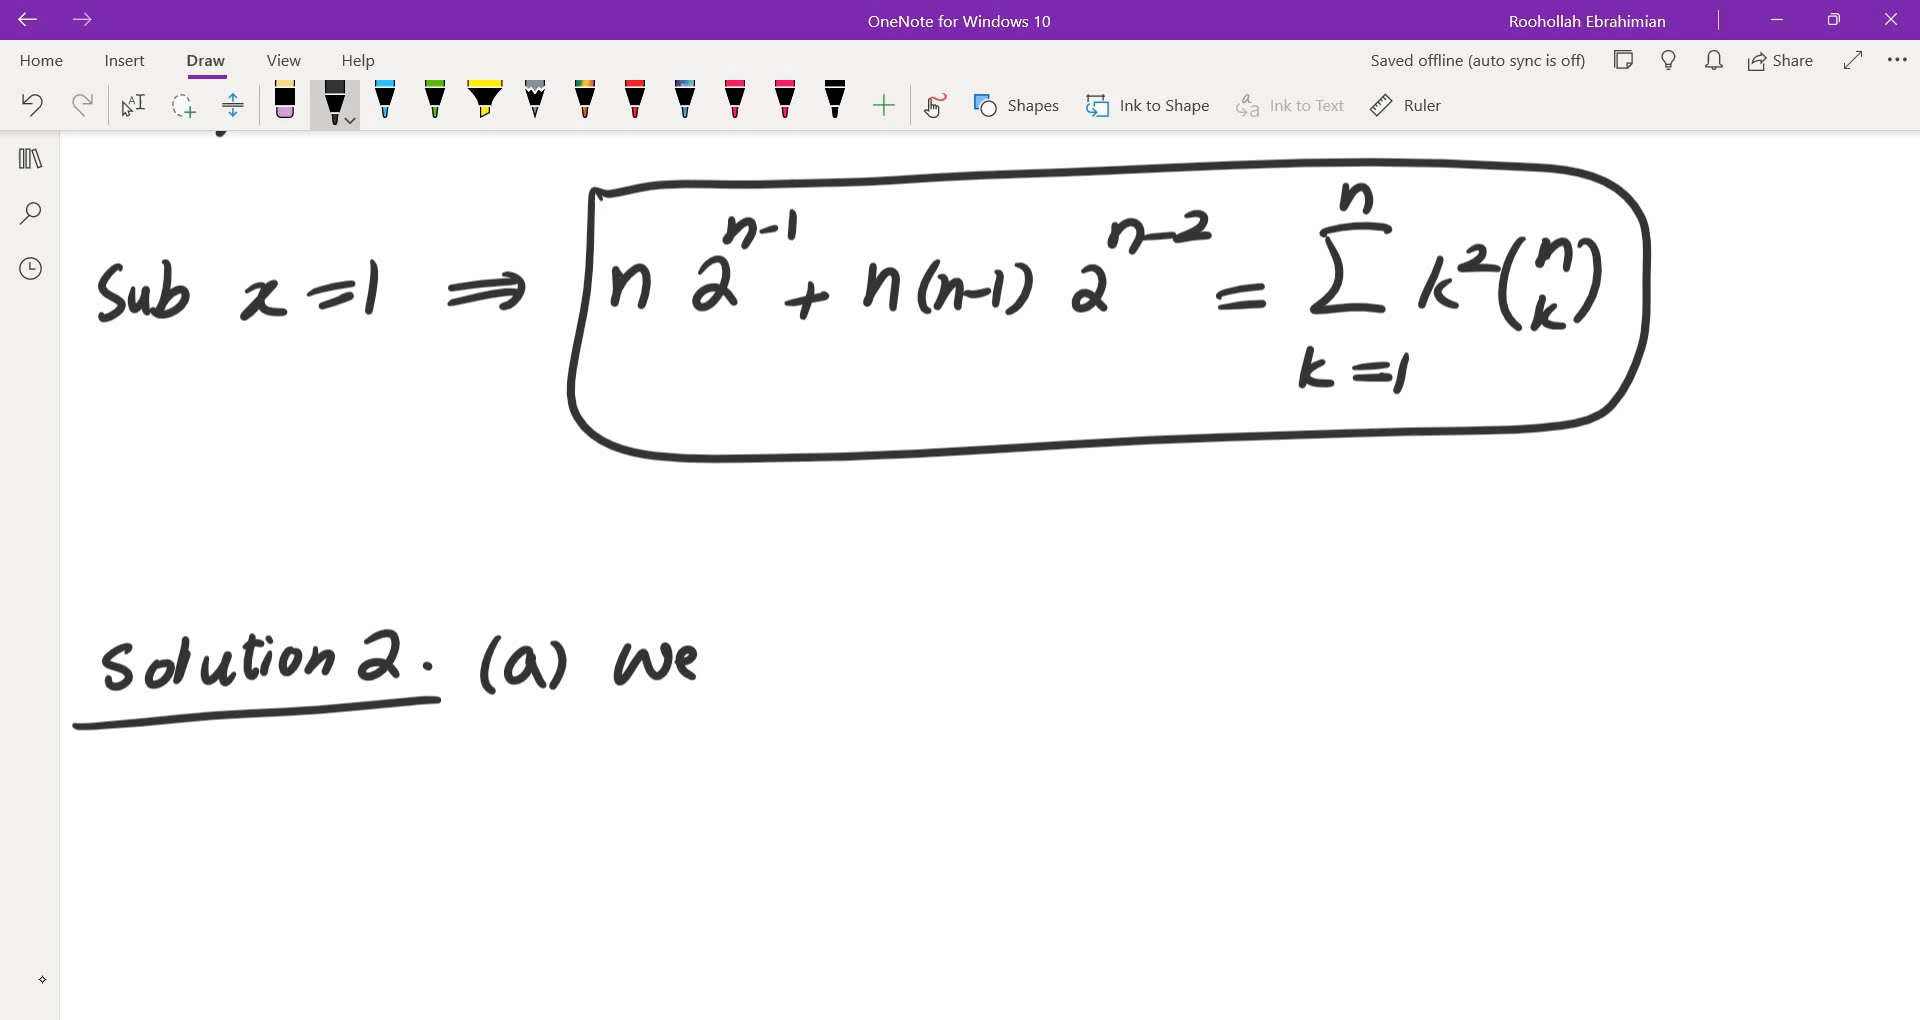 OneNote for Windows 10
Roohollah Ebrahimian
Home Insert Draw View Help
Saved offline (auto sync is off) Share
Shapes Ink to Shape Ink to Text Ruler
Sub x = 1 ⟹ n 2^{n-1} + n(n-1) 2^{n-2} = \sum_{k=1}^{n} k^2 \binom{n}{k}
Solution 2. (a) We